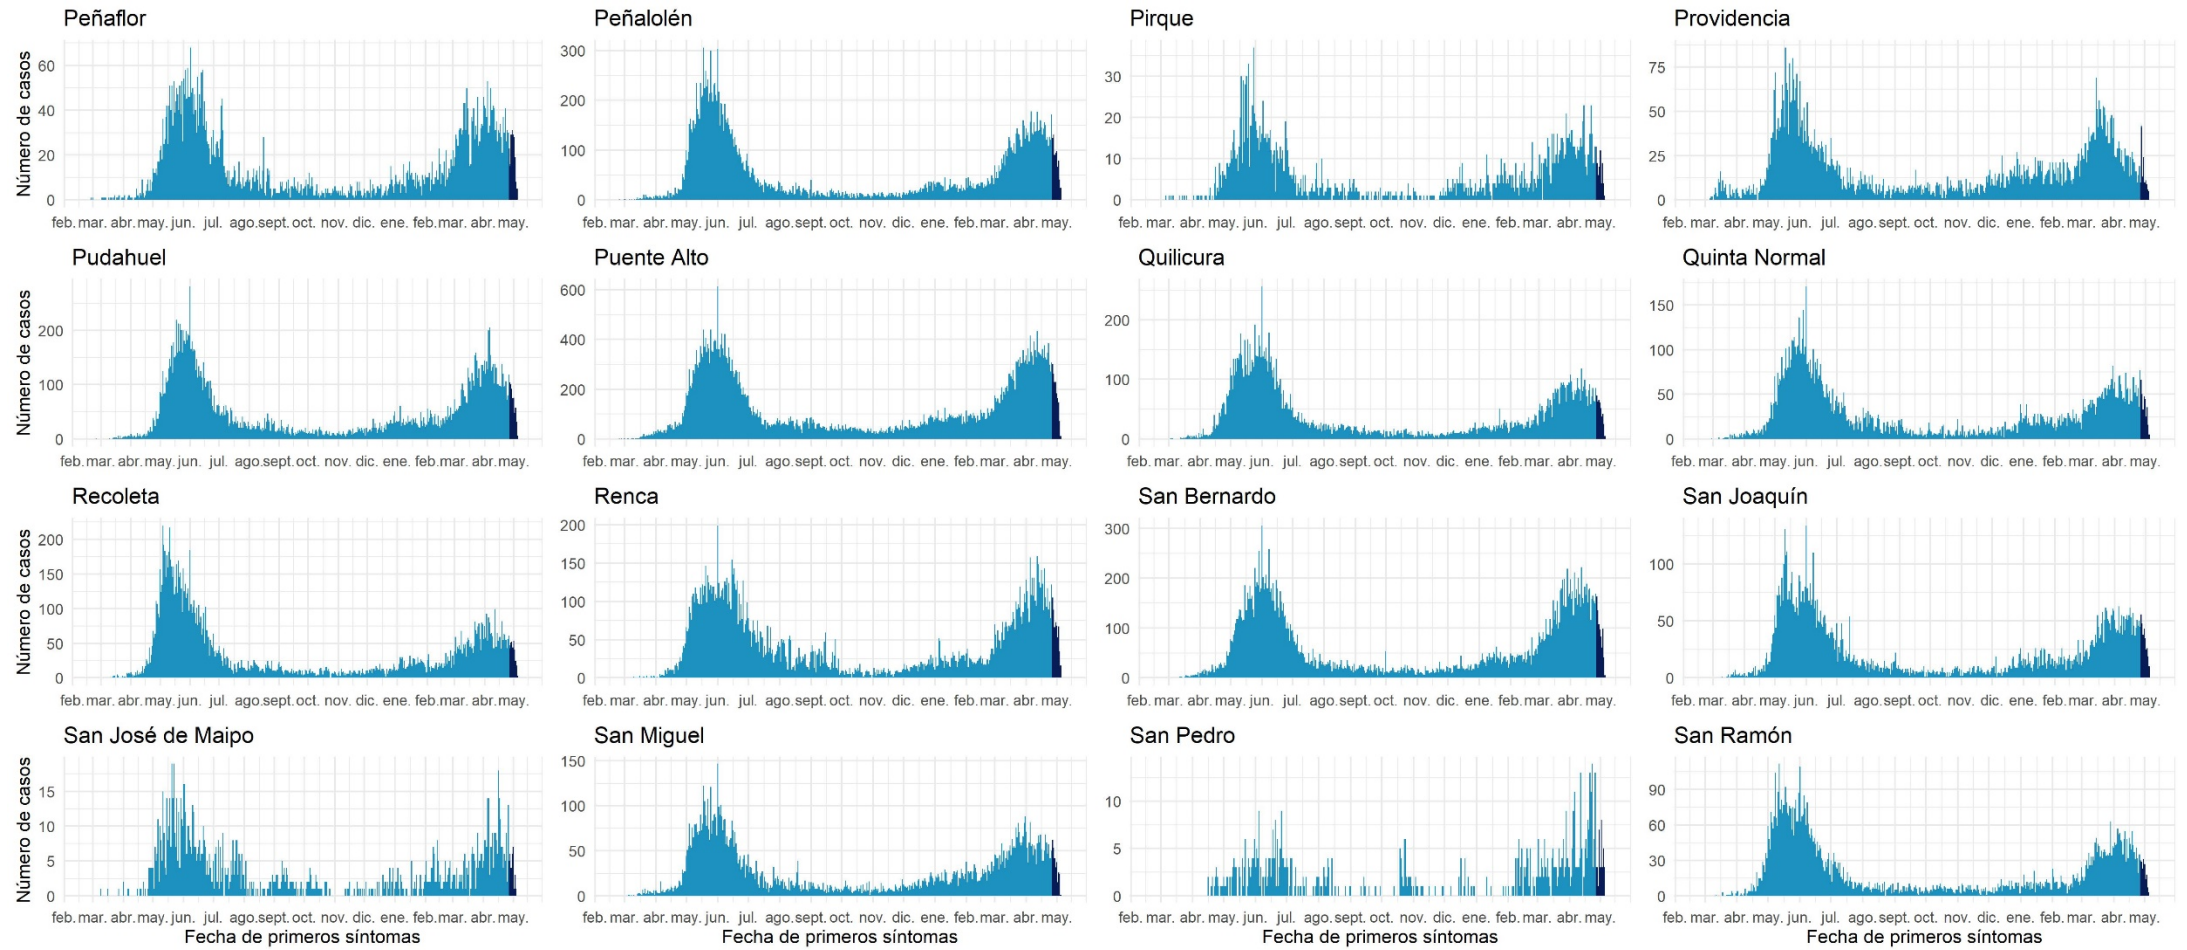 Peñaflor
Peñalolén
Pirque
Providencia
Número de casos
60
40
20
0
300
200
100
0
30
20
10
0
75
50
25
0
feb. mar. abr. may. jun. jul. ago. sept. oct. nov. dic. ene. feb. mar. abr. may.
feb. mar. abr. may. jun. jul. ago. sept. oct. nov. dic. ene. feb. mar. abr. may.
feb. mar. abr. may. jun. jul. ago. sept. oct. nov. dic. ene. feb. mar. abr. may.
feb. mar. abr. may. jun. jul. ago. sept. oct. nov. dic. ene. feb. mar. abr. may.
Pudahuel
Puente Alto
Quilicura
Quinta Normal
Número de casos
200
100
0
600
400
200
0
200
100
0
150
100
50
0
feb. mar. abr. may. jun. jul. ago. sept. oct. nov. dic. ene. feb. mar. abr. may.
feb. mar. abr. may. jun. jul. ago. sept. oct. nov. dic. ene. feb. mar. abr. may.
feb. mar. abr. may. jun. jul. ago. sept. oct. nov. dic. ene. feb. mar. abr. may.
feb. mar. abr. may. jun. jul. ago. sept. oct. nov. dic. ene. feb. mar. abr. may.
Recoleta
Renca
San Bernardo
San Joaquín
Número de casos
200
150
100
50
0
200
150
100
50
0
300
200
100
50
0
100
50
0
feb. mar. abr. may. jun. jul. ago. sept. oct. nov. dic. ene. feb. mar. abr. may.
feb. mar. abr. may. jun. jul. ago. sept. oct. nov. dic. ene. feb. mar. abr. may.
feb. mar. abr. may. jun. jul. ago. sept. oct. nov. dic. ene. feb. mar. abr. may.
feb. mar. abr. may. jun. jul. ago. sept. oct. nov. dic. ene. feb. mar. abr. may.
San José de Maipo
San Miguel
San Pedro
San Ramón
Número de casos
15
10
5
0
150
100
50
0
10
5
0
90
60
30
0
feb. mar. abr. may. jun. jul. ago. sept. oct. nov. dic. ene. feb. mar. abr. may.
feb. mar. abr. may. jun. jul. ago. sept. oct. nov. dic. ene. feb. mar. abr. may.
feb. mar. abr. may. jun. jul. ago. sept. oct. nov. dic. ene. feb. mar. abr. may.
feb. mar. abr. may. jun. jul. ago. sept. oct. nov. dic. ene. feb. mar. abr. may.
Fecha de primeros síntomas
Fecha de primeros síntomas
Fecha de primeros síntomas
Fecha de primeros síntomas